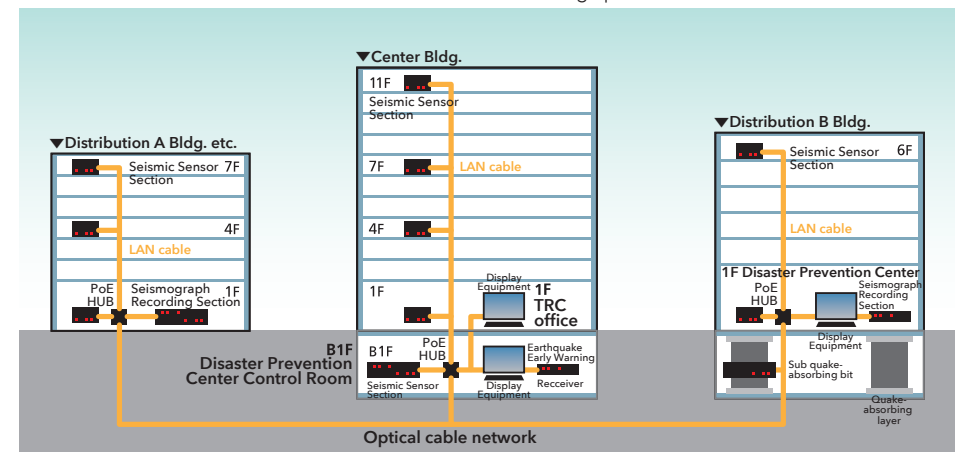 ▼Center Bldg.
11F
Seismic Sensor
Section
7F
LAN cable
4F
1F
Display
Equipment
1F
TRC
office
B1F
Disaster Prevention
Center Control Room
B1F
PoE
HUB
Seismic Sensor
Section
Display
Equipment
Earthquake
Early Warning
Recceiver
▼Distribution A Bldg. etc.
Seismic Sensor
Section
7F
4F
LAN cable
PoE
HUB
Seismograph
Recording Section
1F
▼Distribution B Bldg.
Seismic Sensor
Section
6F
LAN cable
1F Disaster Prevention Center
PoE
HUB
Seismograph
Recording
Section
Display
Equipment
Sub quake-
absorbing bit
Quake-
absorbing
layer
Optical cable network